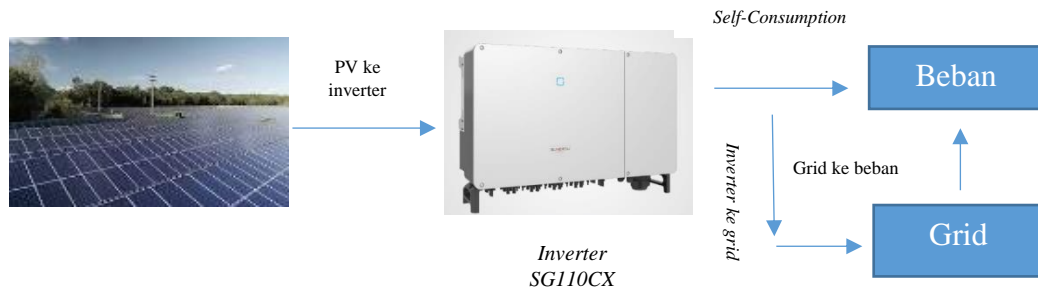 Self-Consumption
PV ke
inverter
Beban
Inverter ke grid
Grid ke beban
Grid
Inverter
SG110CX